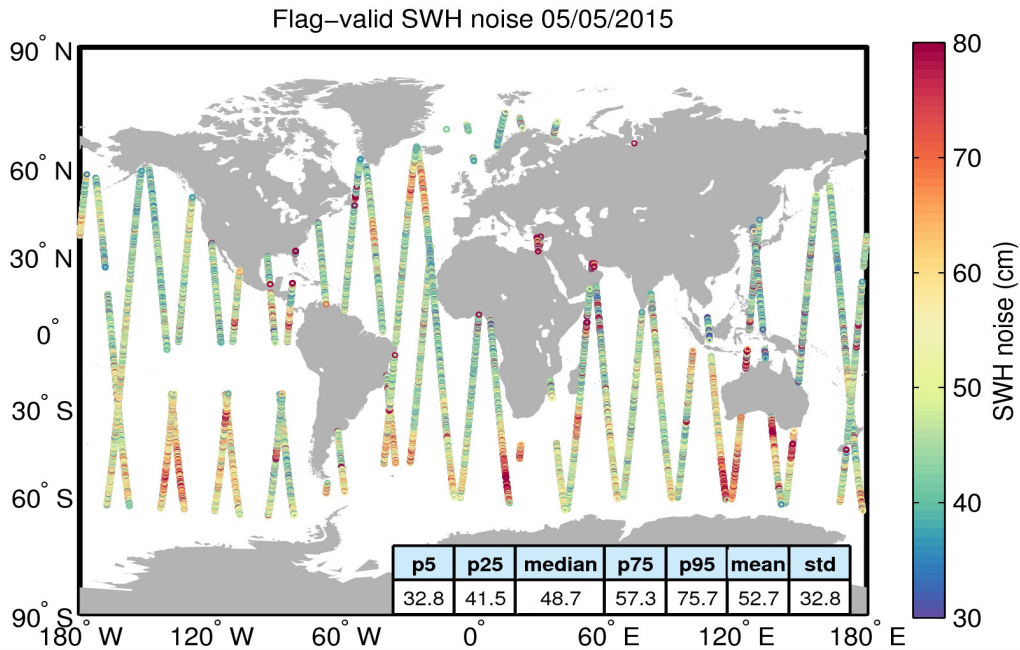 Flag−valid SWH noise 05/05/2015
90° N
60° N
30° N
0°
30° S
60° S
90° S
180° W
120° W
60° W
0°
60° E
120° E
180° E
80
70
60
50
40
30
SWH noise (cm)
p5 p25 median p75 p95 mean std
32.8 41.5 48.7 57.3 75.7 52.7 32.8